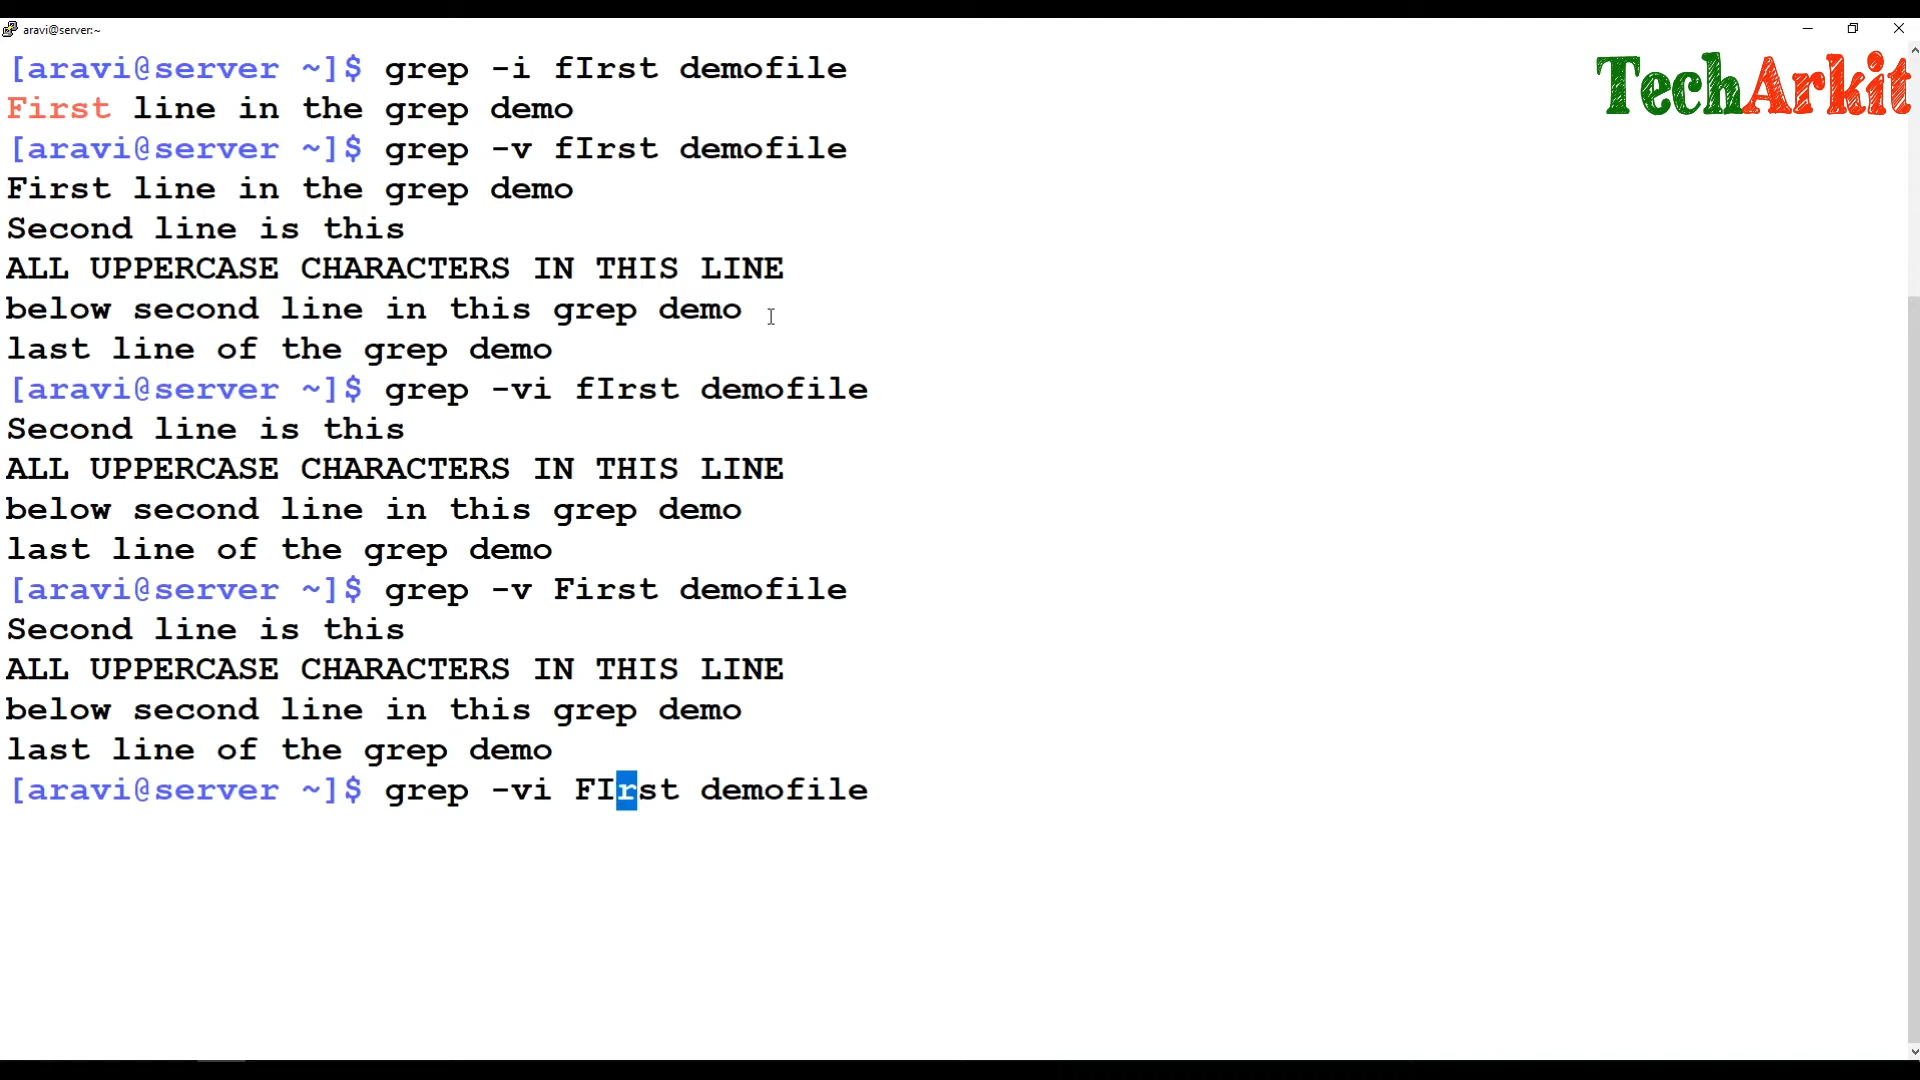 aravi@server:~
TechArkit
[aravi@server ~]$ grep -i fIrst demofile
First line in the grep demo
[aravi@server ~]$ grep -v fIrst demofile
First line in the grep demo
Second line is this
ALL UPPERCASE CHARACTERS IN THIS LINE
below second line in this grep demo
last line of the grep demo
[aravi@server ~]$ grep -vi fIrst demofile
Second line is this
ALL UPPERCASE CHARACTERS IN THIS LINE
below second line in this grep demo
last line of the grep demo
[aravi@server ~]$ grep -v First demofile
Second line is this
ALL UPPERCASE CHARACTERS IN THIS LINE
below second line in this grep demo
last line of the grep demo
[aravi@server ~]$ grep -vi FIrst demofile